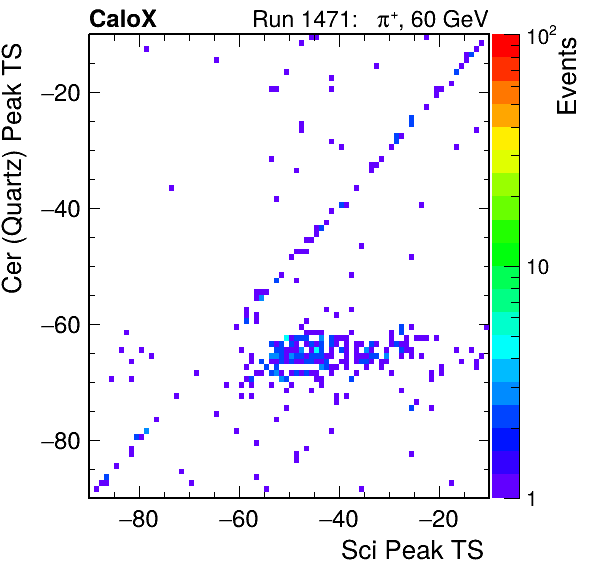 CaloX Run 1471: π⁺, 60 GeV
Cer (Quartz) Peak TS
−20
−40
−60
−80
−80 −60 −40 −20
Sci Peak TS
10²
10
1
Events